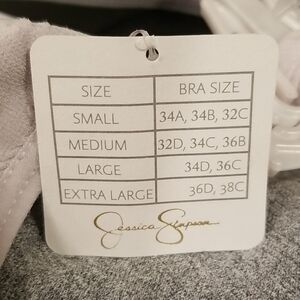 SIZE BRA SIZE
SMALL 34A, 34B, 32C
MEDIUM 32D, 34C, 36B
LARGE 34D, 36C
EXTRA LARGE 36D, 38C
Jessica Simpson